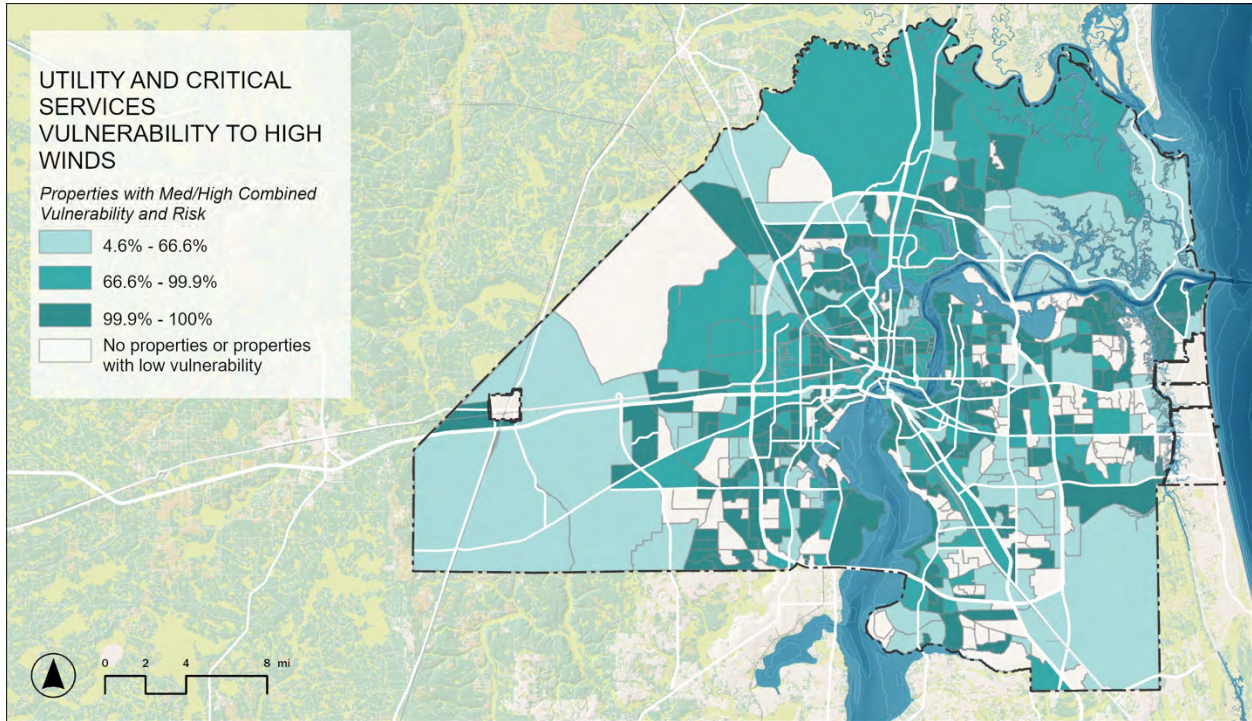 UTILITY AND CRITICAL
SERVICES
VULNERABILITY TO HIGH
WINDS
Properties with Med/High Combined
Vulnerability and Risk
4.6% - 66.6%
66.6% - 99.9%
99.9% - 100%
No properties or properties
with low vulnerability
0 2 4 8 mi